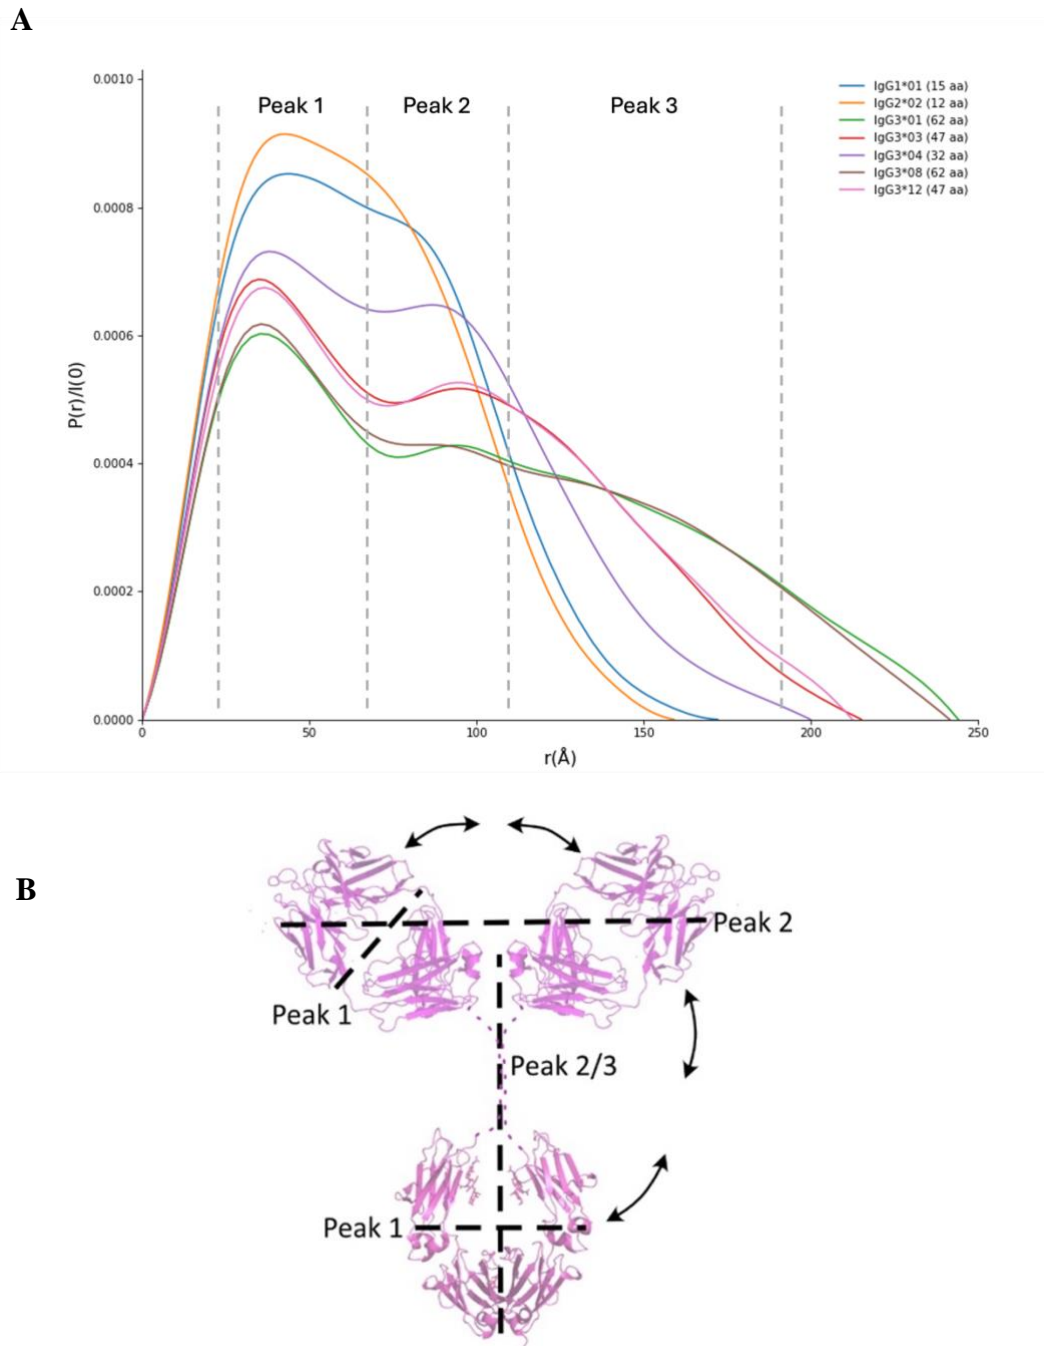 A
Peak 1 Peak 2 Peak 3
IgG1*01 (15 aa)
IgG2*02 (12 aa)
IgG3*01 (62 aa)
IgG3*03 (47 aa)
IgG3*04 (32 aa)
IgG3*08 (62 aa)
IgG3*12 (47 aa)
0.0010
0.0008
0.0006
0.0004
0.0002
0.0000
P(r)/I(0)
0 50 100 150 200 250
r(Å)
B
Peak 2
Peak 1
Peak 2/3
Peak 1